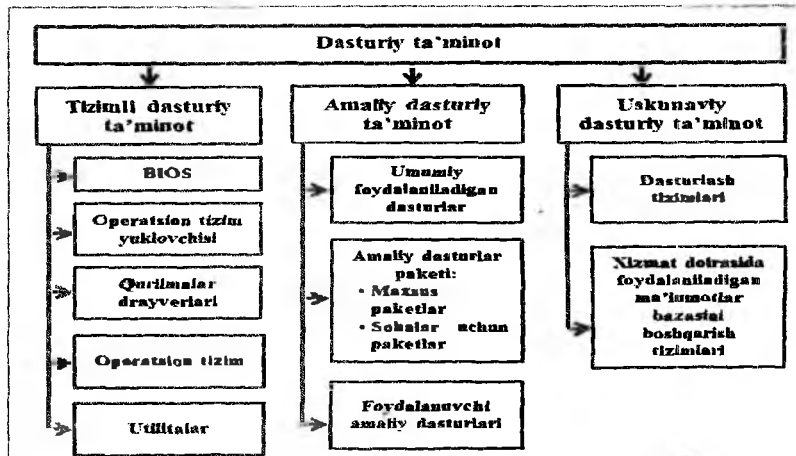 Dasturiy ta'minot
Tizimli dasturiy
ta'minot
BIOS
Operatsion tizim
yuklovchisi
Qurilmalar
drayverlari
Operatsion tizim
Utilitalar
Amaliy dasturiy
ta'minot
Umumiy
foydalaniladigan
dasturlar
Amaliy dasturlar
paketi:
• Maxsus
paketlar
• Sohalar uchun
paketlar
Foydalanuvchi
amaliy dasturlari
Uskunaviy
dasturiy ta'minot
Dasturlash
tizimlari
Xizmat doirasida
foydalaniladigan
ma'lumotlar
bazasini
boshqarish
tizimlari